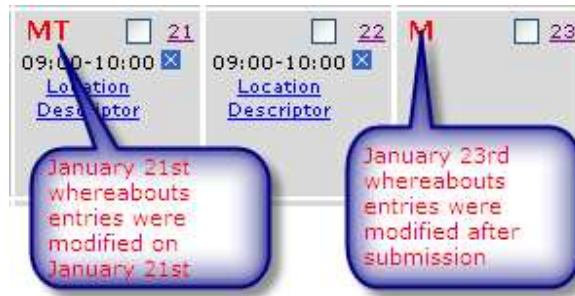 MT 21 22 M 23
09:00-10:00 09:00-10:00
Location Location
Descriptor Descriptor
January 21st
whereabouts
entries were
modified on
January 21st
January 23rd
whereabouts
entries were
modified after
submission